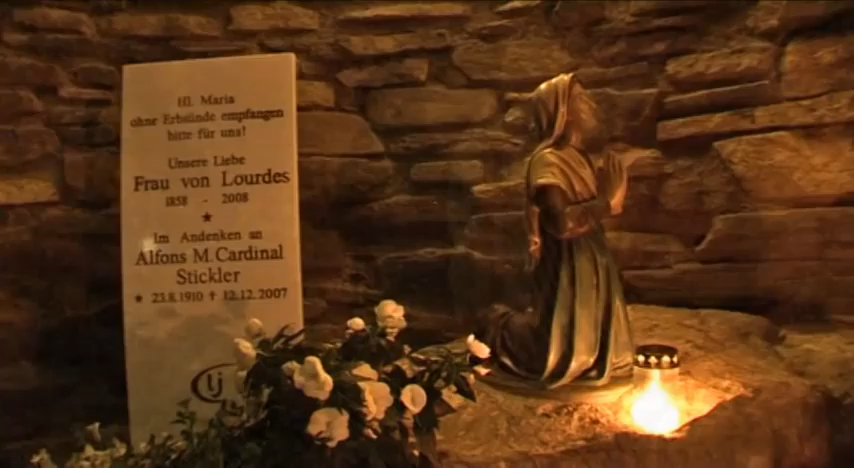 Hl. Maria
ohne Erbsünde empfangen
bitte für uns!
Unsere Liebe
Frau von Lourdes
1858 - 2008
★
Im Andenken an
Alfons M. Cardinal
Stickler
* 23.8.1910 † 12.12.2007
lj